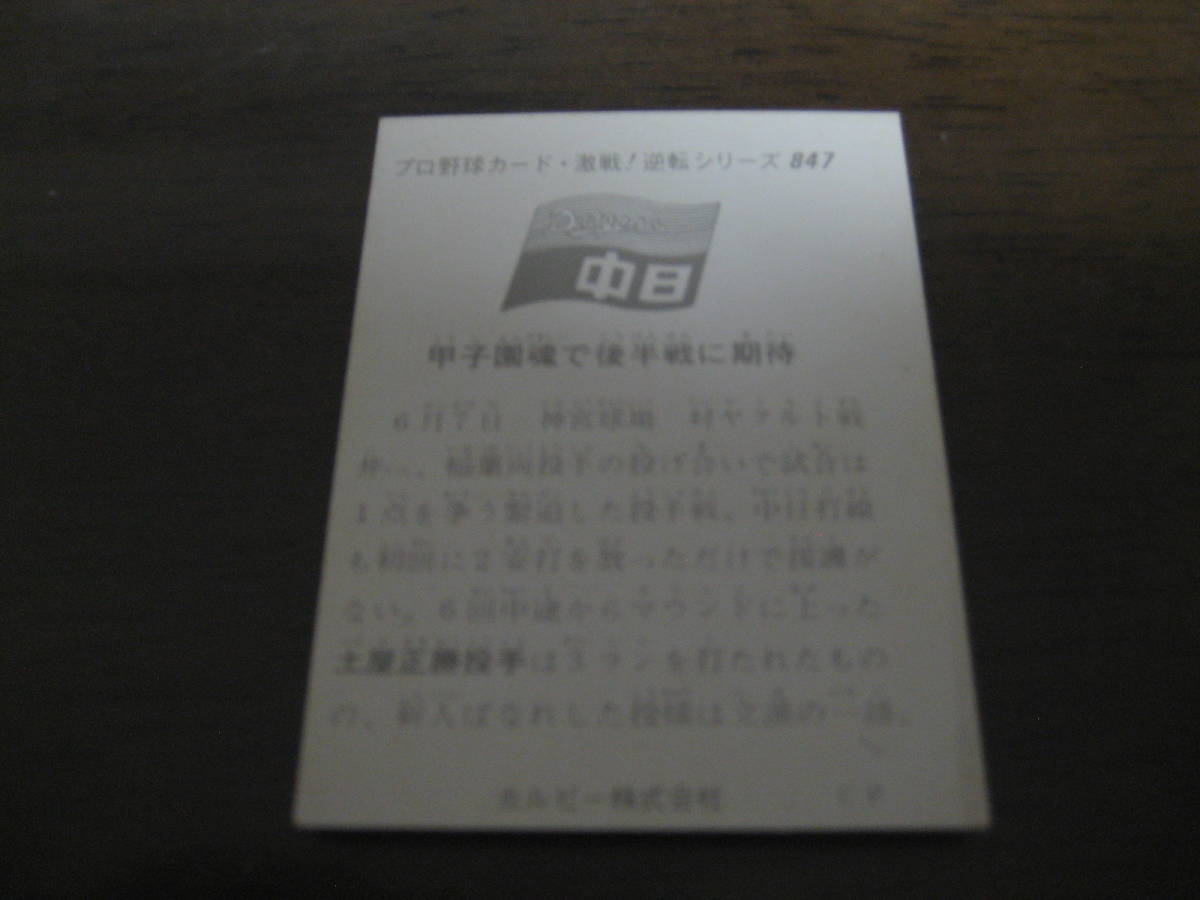 プロ野球カード・激戦!逆転シリーズ 847
Dragons
中日
甲子園魂で後半戦に期待
6月7日 神宮球場 対ヤクルト戦
稲葉両投手の投げ合いで試合は
1点を争う緊迫した投手戦。中日打線
も初回に2安打を放っただけで援護が
ない。6回中途からマウンドに上った
土屋正勝投手は3ランを打たれたもの
の、新人ばなれした投球は立派の一語。
カルビー株式会社